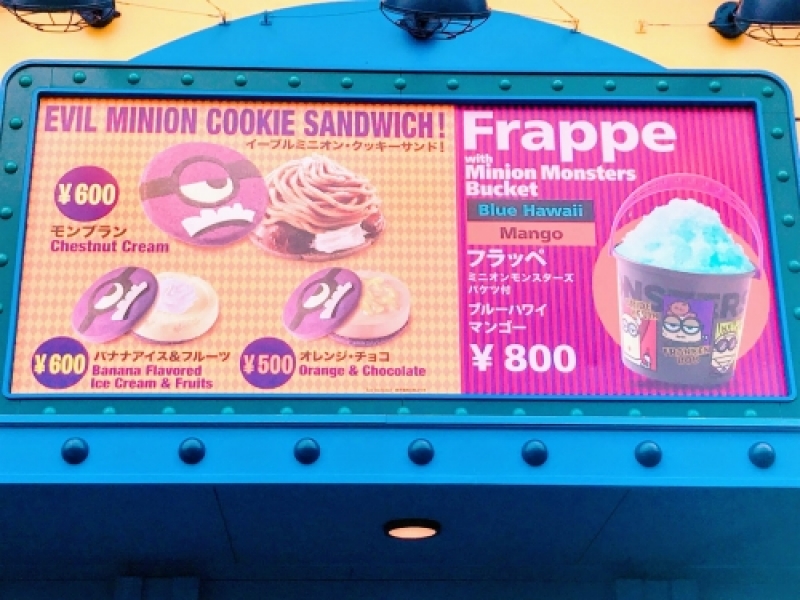 EVIL MINION COOKIE SANDWICH!
イーブルミニオン・クッキーサンド!
¥600
モンブラン
Chestnut Cream
¥600
バナナアイス&フルーツ
Banana Flavored
Ice Cream & Fruits
¥500
オレンジ・チョコ
Orange & Chocolate
Frappe
with
Minion Monsters
Bucket
Blue Hawaii
Mango
フラッペ
ミニオンモンスターズ
バケツ付
ブルーハワイ
マンゴー
¥800